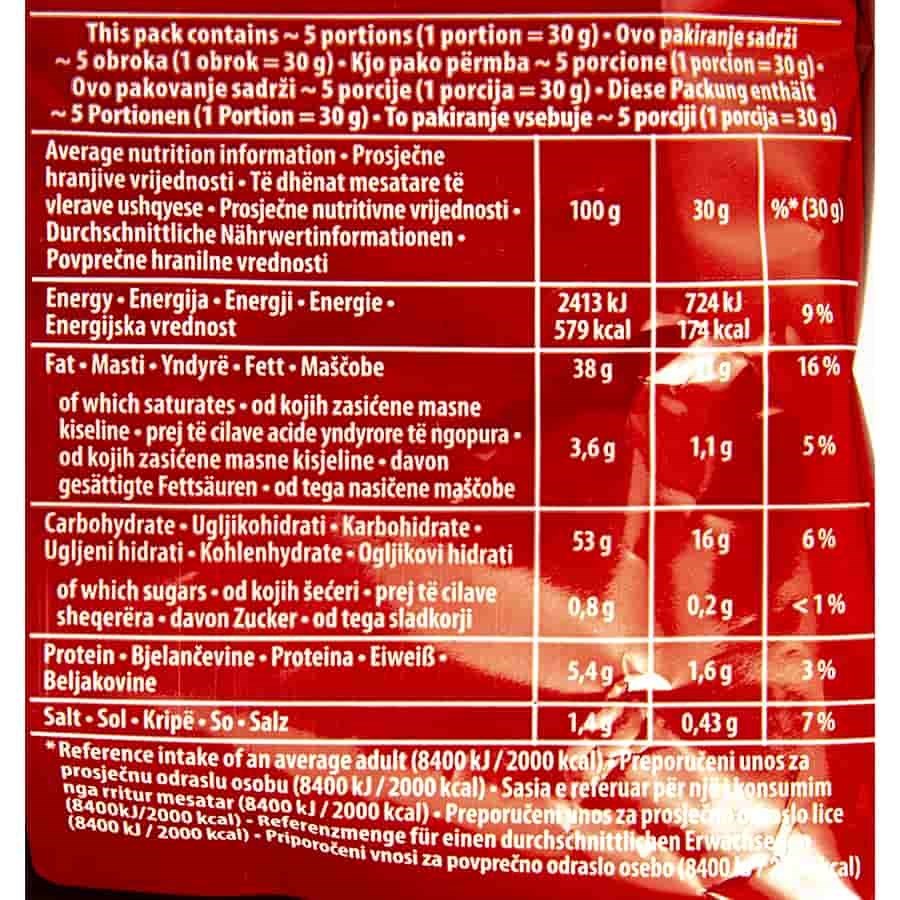 This pack contains ~ 5 portions (1 portion = 30 g) • Ovo pakiranje sadrži
~ 5 obroka (1 obrok = 30 g) • Kjo pako përmba ~ 5 porcione (1 porcion = 30 g) •
Ovo pakovanje sadrži ~ 5 porcije (1 porcija = 30 g) • Diese Packung enthält
~ 5 Portionen (1 Portion = 30 g) • To pakiranje vsebuje ~ 5 porciji (1 porcija = 30 g)
Average nutrition information • Prosječne
hranjive vrijednosti • Të dhënat mesatare të
vlerave ushqyese • Prosječne nutritivne vrijednosti •
Durchschnittliche Nährwertinformationen •
Povprečne hranilne vrednosti
100 g 30 g %* (30 g)
Energy • Energija • Energji • Energie •
Energijska vrednost
2413 kJ 724 kJ 9 %
579 kcal 174 kcal
Fat • Masti • Yndyrë • Fett • Maščobe 38 g 11 g 16 %
of which saturates • od kojih zasićene masne
kiseline • prej të cilave acide yndyrore të ngopura •
od kojih zasićene masne kisjeline • davon
gesättigte Fettsäuren • od tega nasičene maščobe
3,6 g 1,1 g 5 %
Carbohydrate • Ugljikohidrati • Karbohidrate •
Ugljeni hidrati • Kohlenhydrate • Ogljikovi hidrati
53 g 16 g 6 %
of which sugars • od kojih šećeri • prej të cilave
sheqerëra • davon Zucker • od tega sladkorji
0,8 g 0,2 g < 1 %
Protein • Bjelančevine • Proteina • Eiweiß •
Beljakovine
5,4 g 1,6 g 3 %
Salt • Sol • Kripë • So • Salz 1,4 g 0,43 g 7 %
* Reference intake of an average adult (8400 kJ / 2000 kcal) • Preporučeni unos za
prosječnu odraslu osobu (8400 kJ / 2000 kcal) • Sasia e referuar për një konsumim
nga rritur mesatar (8400 kJ / 2000 kcal) • Preporučeni unos za lice
(8400kJ/2000 kcal) • Referenzmenge für einen durchschnittlichen
(8400 kJ / 2000 kcal) • Priporočeni vnosi za povprečno odraslo osebo (8400